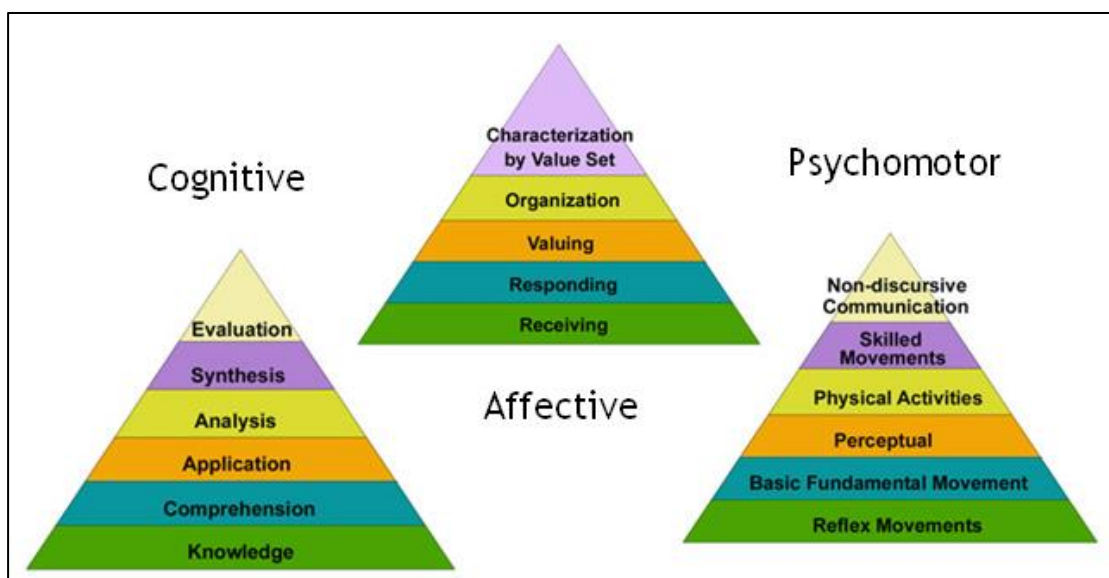 Cognitive
Evaluation
Synthesis
Analysis
Application
Comprehension
Knowledge
Characterization
by Value Set
Organization
Valuing
Responding
Receiving
Affective
Psychomotor
Non-discursive
Communication
Skilled
Movements
Physical Activities
Perceptual
Basic Fundamental Movement
Reflex Movements